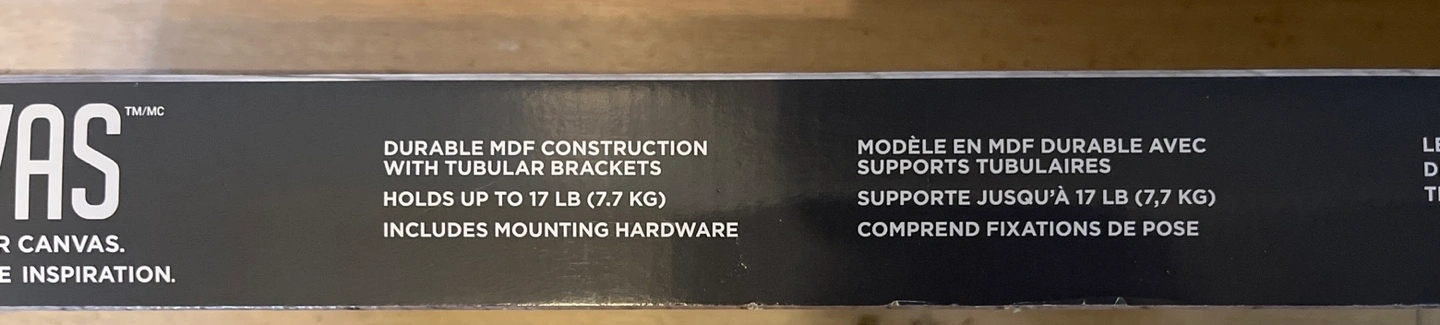 VAS TM/MC
R CANVAS.
E INSPIRATION.
DURABLE MDF CONSTRUCTION
WITH TUBULAR BRACKETS
HOLDS UP TO 17 LB (7.7 KG)
INCLUDES MOUNTING HARDWARE
MODÈLE EN MDF DURABLE AVEC
SUPPORTS TUBULAIRES
SUPPORTE JUSQU'À 17 LB (7,7 KG)
COMPREND FIXATIONS DE POSE
LE
D